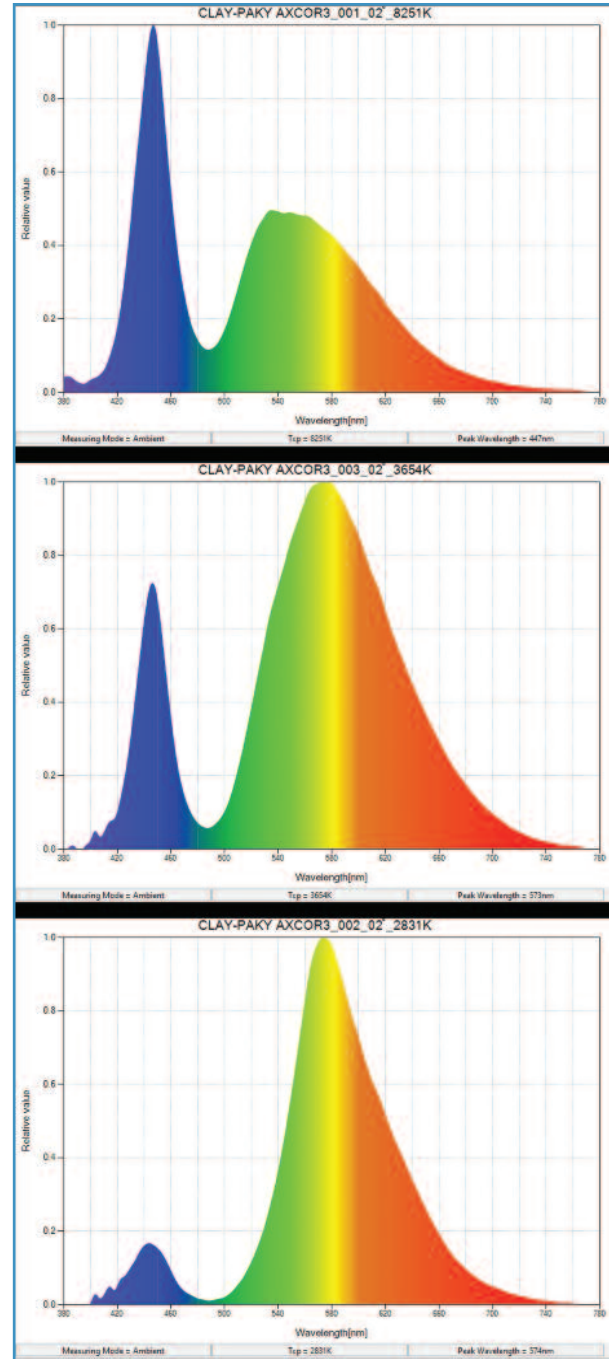 CLAY-PAKY AXCOR3_001_02°_8251K
Relative value
1.0
0.8
0.6
0.4
0.2
0.0
380 420 460 500 540 580 620 660 700 740 780
Wavelength[nm]
Measuring Mode = Ambient Tcp = 8251K Peak Wavelength = 447nm
CLAY-PAKY AXCOR3_003_02°_3654K
Relative value
1.0
0.8
0.6
0.4
0.2
0.0
380 420 460 500 540 580 620 660 700 740 780
Wavelength[nm]
Measuring Mode = Ambient Tcp = 3654K Peak Wavelength = 573nm
CLAY-PAKY AXCOR3_002_02°_2831K
Relative value
1.0
0.8
0.6
0.4
0.2
0.0
380 420 460 500 540 580 620 660 700 740 780
Wavelength[nm]
Measuring Mode = Ambient Tcp = 2831K Peak Wavelength = 574nm